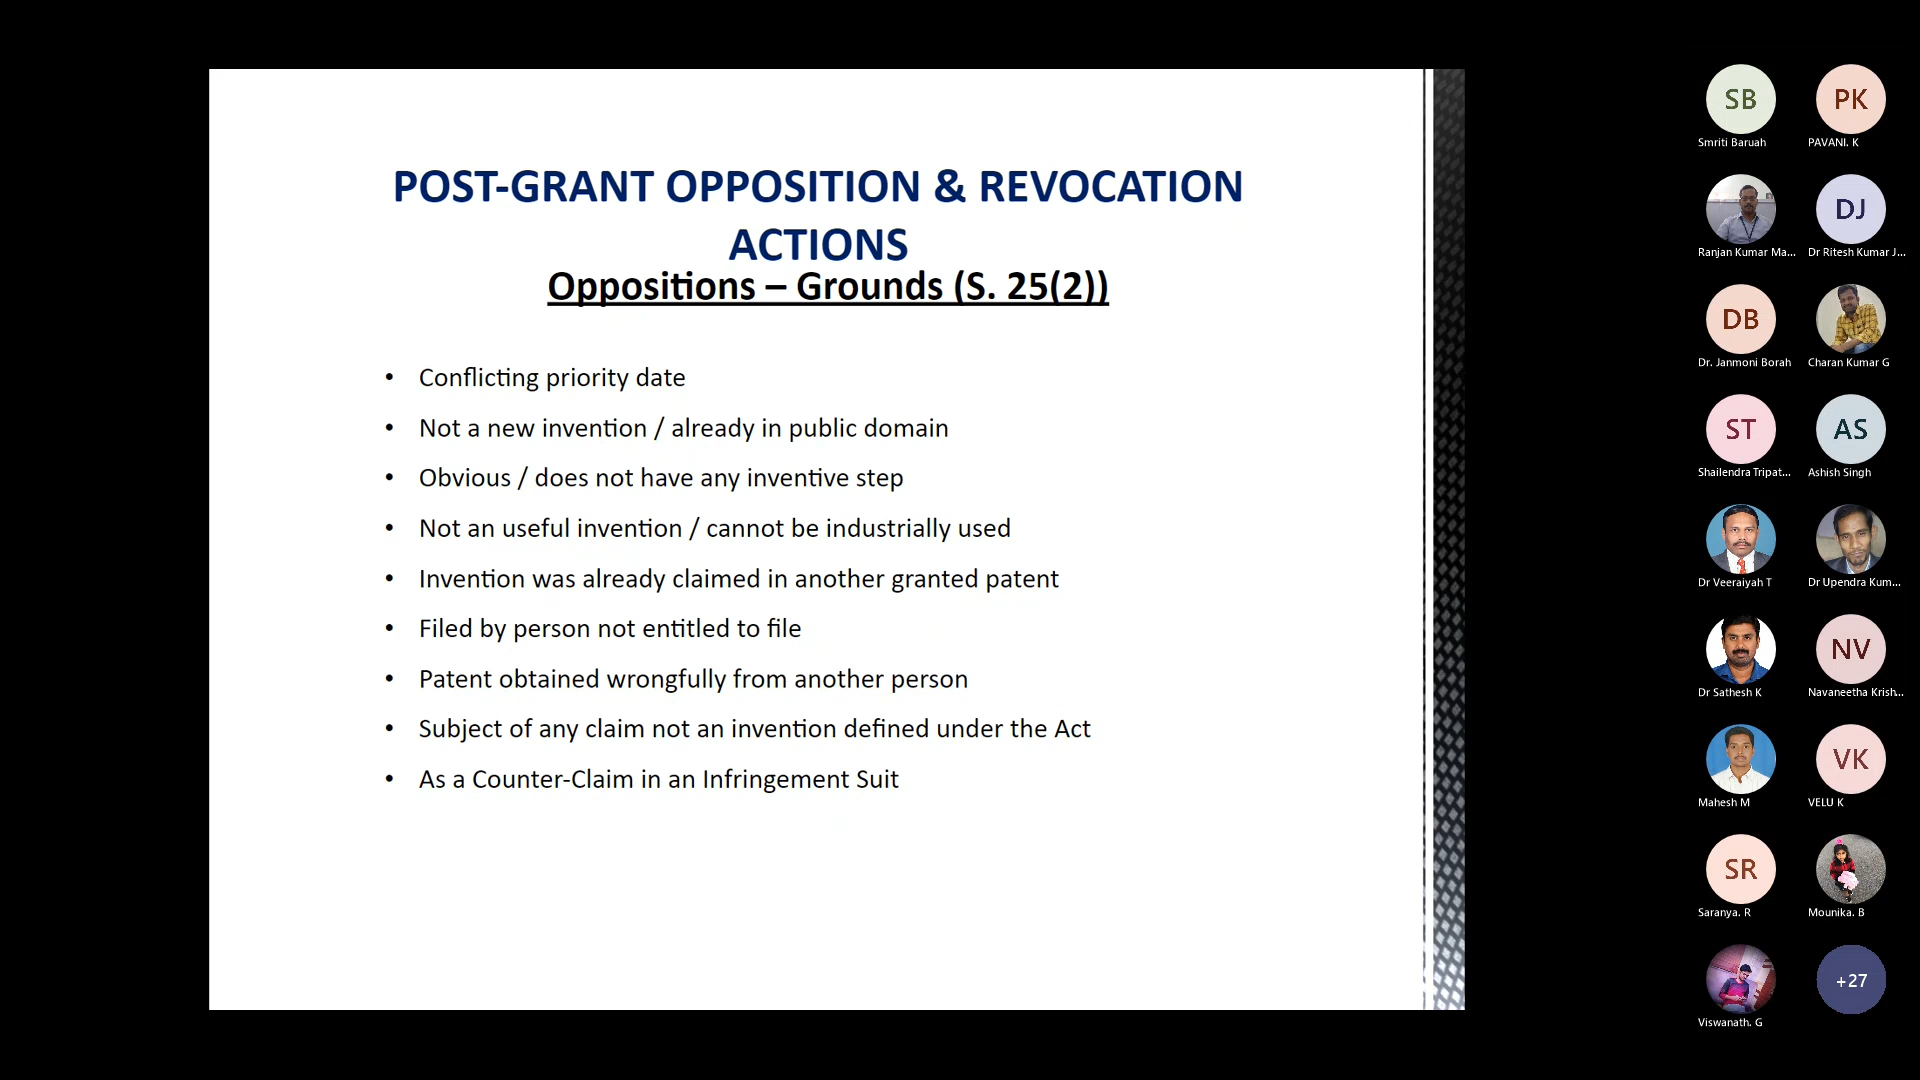 POST-GRANT OPPOSITION & REVOCATION
ACTIONS
Oppositions – Grounds (S. 25(2))
• Conflicting priority date
• Not a new invention / already in public domain
• Obvious / does not have any inventive step
• Not an useful invention / cannot be industrially used
• Invention was already claimed in another granted patent
• Filed by person not entitled to file
• Patent obtained wrongfully from another person
• Subject of any claim not an invention defined under the Act
• As a Counter-Claim in an Infringement Suit
SB
PK
Smriti Baruah
PAVANI. K
DJ
Ranjan Kumar Ma...
Dr Ritesh Kumar J...
DB
Dr. Janmoni Borah
Charan Kumar G
ST
AS
Shailendra Tripat...
Ashish Singh
Dr Veeraiyah T
Dr Upendra Kum...
NV
Dr Sathesh K
Navaneetha Krish...
VK
Mahesh M
VELU K
SR
Saranya. R
Mounika. B
+27
Viswanath. G